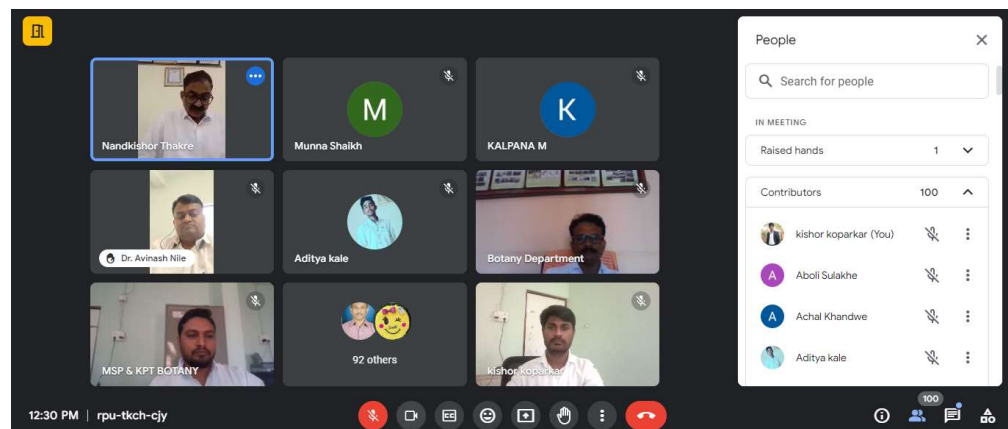 Nandkishor Thakre
M
Munna Shaikh
K
KALPANA M
Dr. Avinash Nile
Aditya kale
Botany Department
MSP & KPT BOTANY
92 others
kishor koparkar
People
Search for people
IN MEETING
Raised hands 1
Contributors 100
kishor koparkar (You)
A Aboli Sulakhe
A Achal Khandwe
Aditya kale
12:30 PM | rpu-tkch-cjy
CC
100